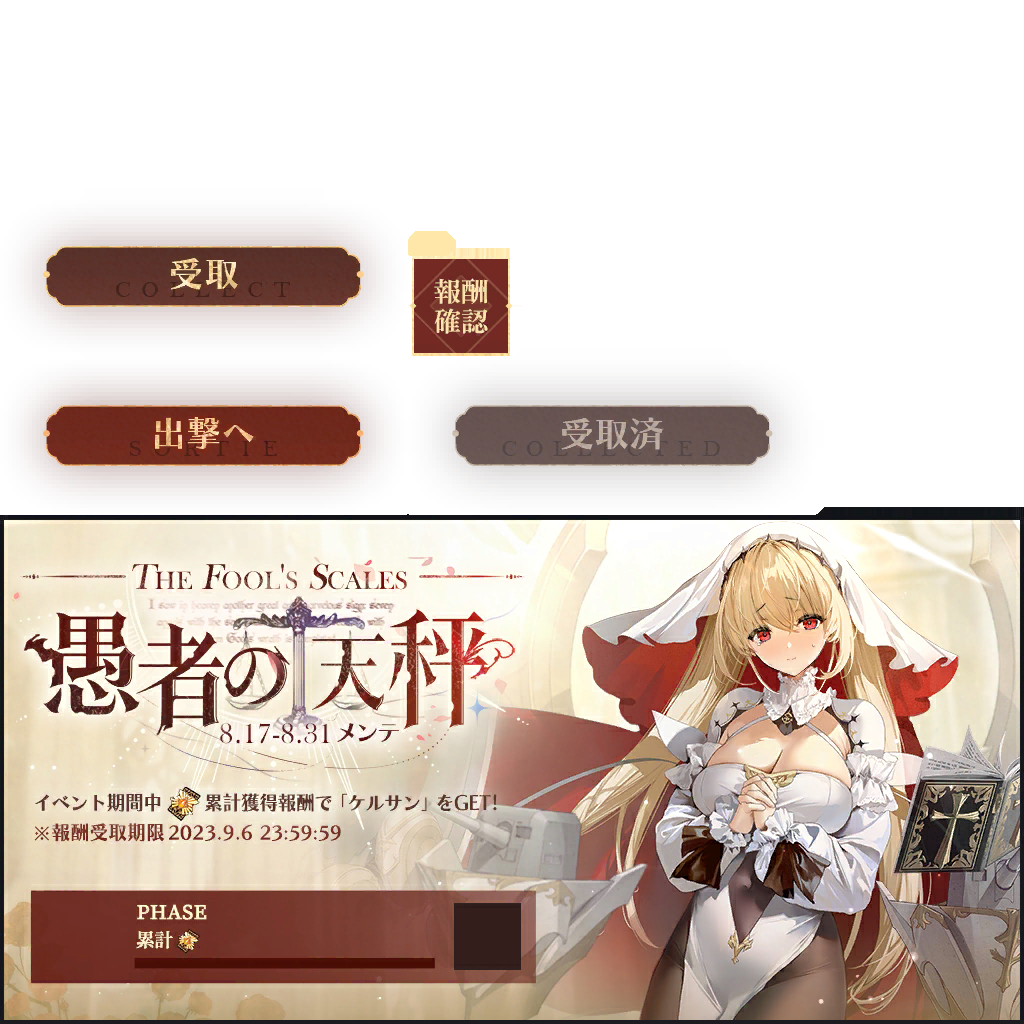 受取
COLLECT
報酬
確認
出撃へ
SORTIE
受取済
COLLECTED
THE FOOL'S SCALES
愚者の天秤
8.17-8.31メンテ
イベント期間中 累計獲得報酬で「ケルサン」をGET!
※報酬受取期限 2023.9.6 23:59:59
PHASE
累計